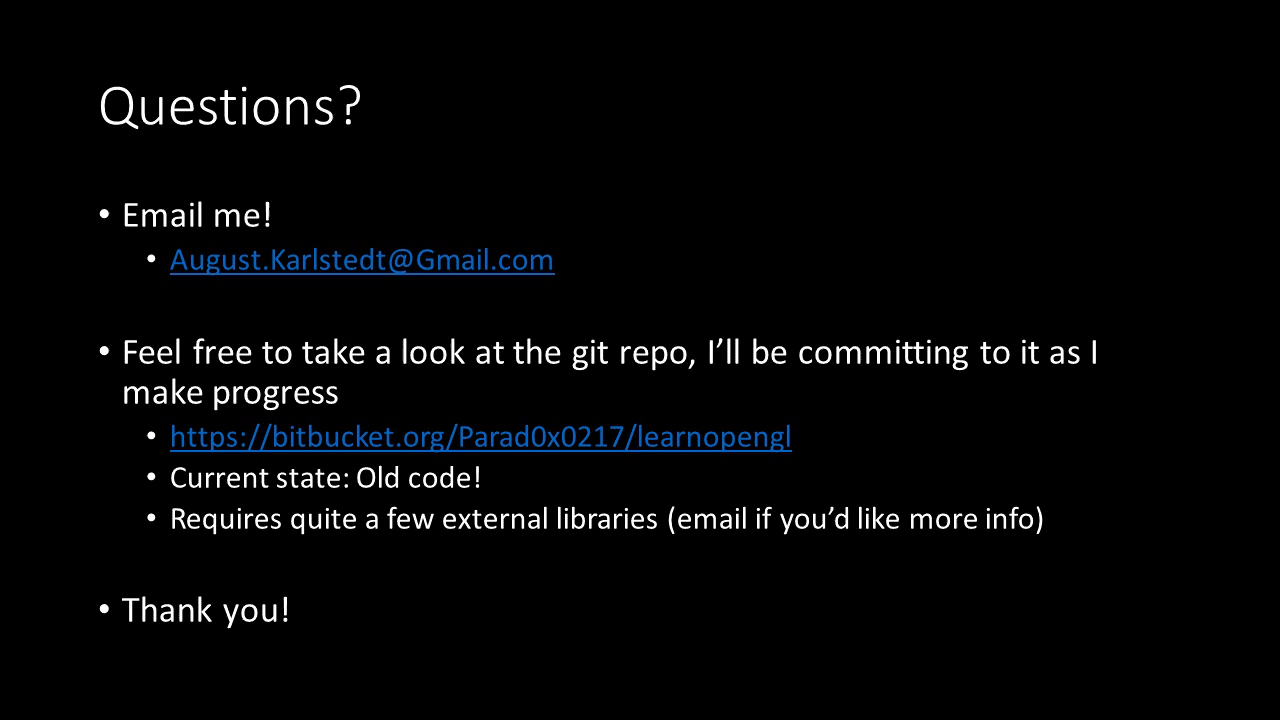 Questions?
• Email me!
• August.Karlstedt@Gmail.com
• Feel free to take a look at the git repo, I’ll be committing to it as I
make progress
• https://bitbucket.org/Parad0x0217/learnopengl
• Current state: Old code!
• Requires quite a few external libraries (email if you’d like more info)
• Thank you!